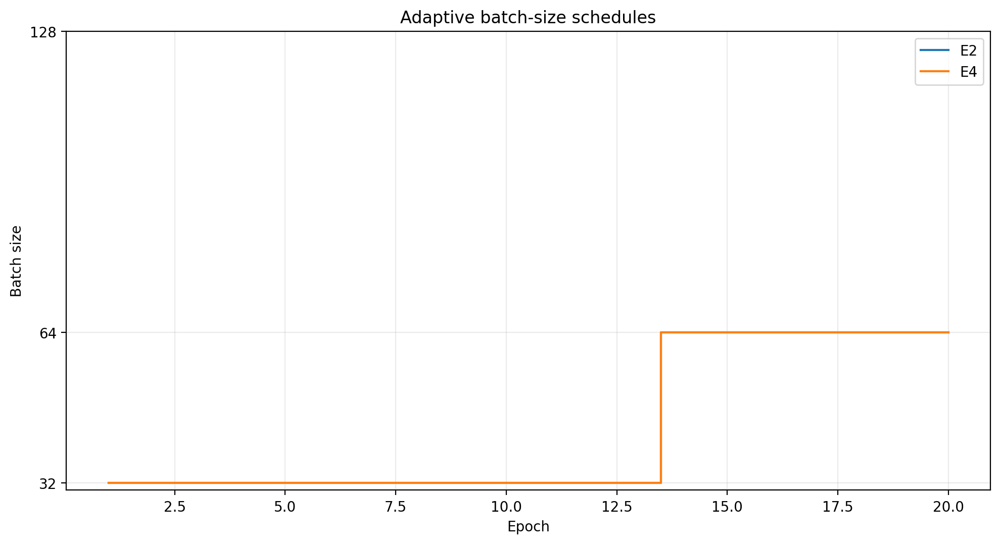 Adaptive batch-size schedules
128
E2
E4
Batch size
64
32
2.5 5.0 7.5 10.0 12.5 15.0 17.5 20.0
Epoch